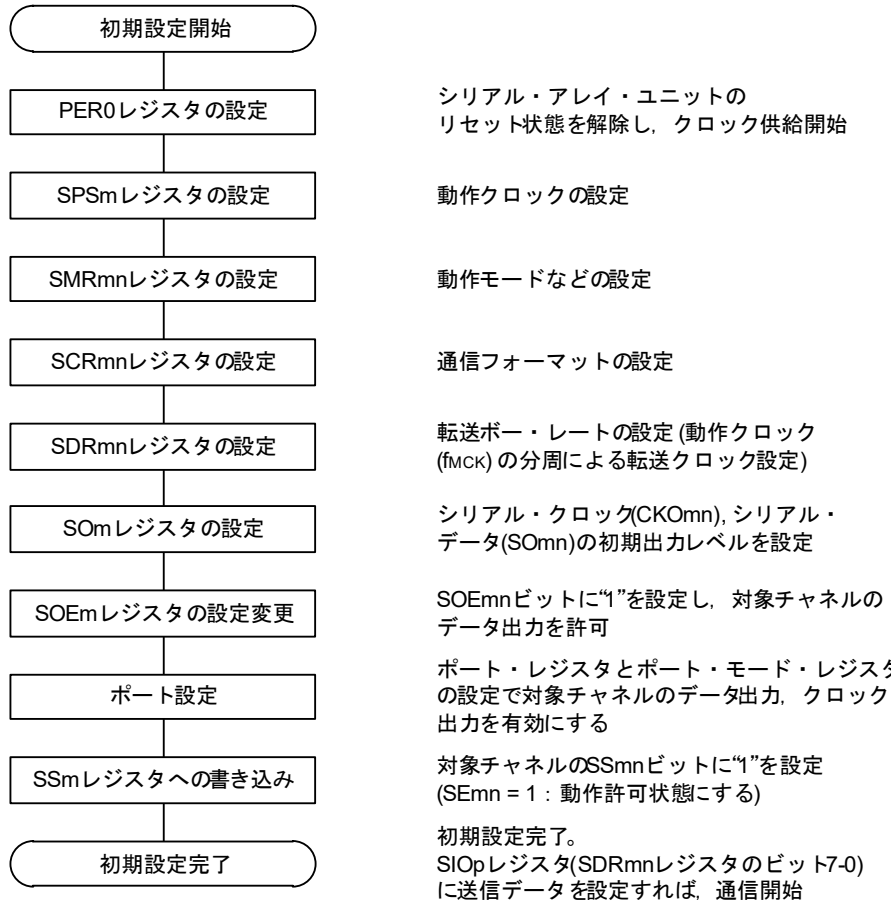 初期設定開始
PER0レジスタの設定
シリアル・アレイ・ユニットの
リセット状態を解除し，クロック供給開始
SPSmレジスタの設定
動作クロックの設定
SMRmnレジスタの設定
動作モードなどの設定
SCRmnレジスタの設定
通信フォーマットの設定
SDRmnレジスタの設定
転送ボー・レートの設定 (動作クロック
(fMCK) の分周による転送クロック設定)
SOmレジスタの設定
シリアル・クロック(CKOmn), シリアル・
データ(SOmn)の初期出力レベルを設定
SOEmレジスタの設定変更
SOEmnビットに“1”を設定し，対象チャネルの
データ出力を許可
ポート設定
ポート・レジスタとポート・モード・レジスタ
の設定で対象チャネルのデータ出力，クロック
出力を有効にする
SSmレジスタへの書き込み
対象チャネルのSSmnビットに“1”を設定
(SEmn = 1：動作許可状態にする)
初期設定完了
初期設定完了。
SIOpレジスタ(SDRmnレジスタのビット7-0)
に送信データを設定すれば，通信開始